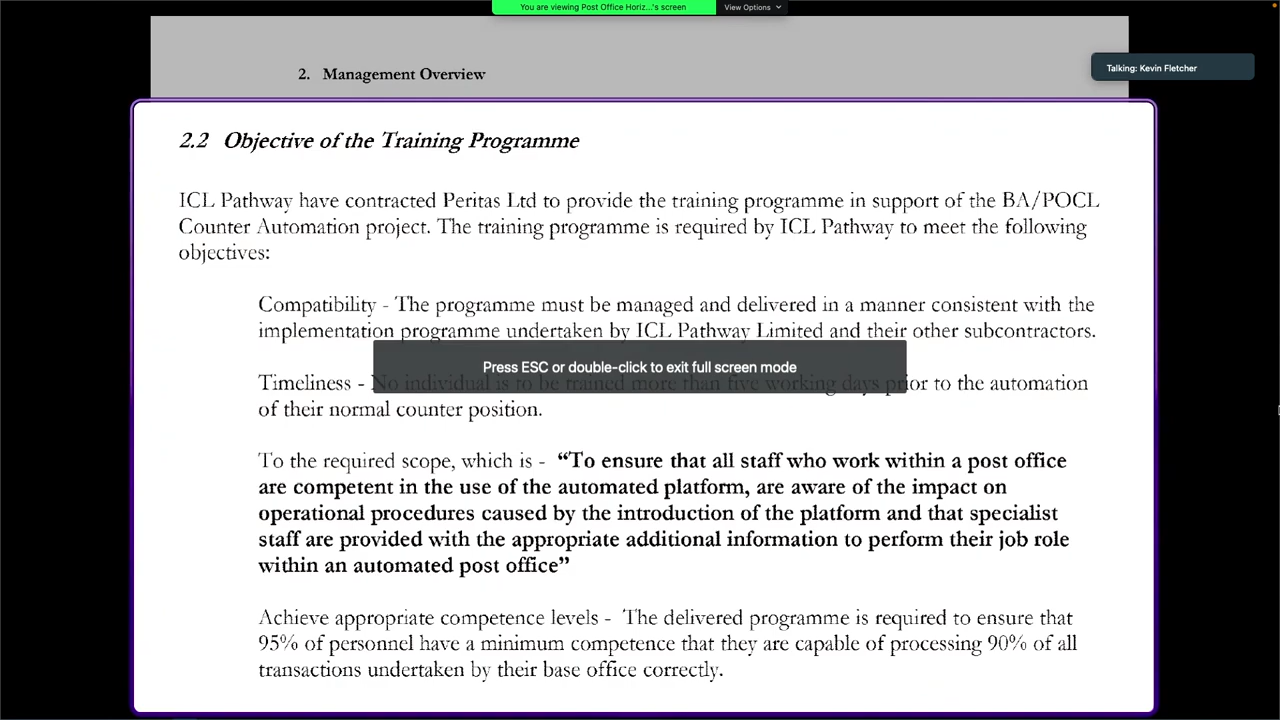 You are viewing Post Office Horiz...'s screen
View Options
Talking: Kevin Fletcher
2. Management Overview
2.2 Objective of the Training Programme
ICL Pathway have contracted Peritas Ltd to provide the training programme in support of the BA/POCL
Counter Automation project. The training programme is required by ICL Pathway to meet the following
objectives:
Compatibility - The programme must be managed and delivered in a manner consistent with the
implementation programme undertaken by ICL Pathway Limited and their other subcontractors.
Press ESC or double-click to exit full screen mode
Timeliness - No individual is to be trained more than five working days prior to the automation
of their normal counter position.
To the required scope, which is - “To ensure that all staff who work within a post office
are competent in the use of the automated platform, are aware of the impact on
operational procedures caused by the introduction of the platform and that specialist
staff are provided with the appropriate additional information to perform their job role
within an automated post office”
Achieve appropriate competence levels - The delivered programme is required to ensure that
95% of personnel have a minimum competence that they are capable of processing 90% of all
transactions undertaken by their base office correctly.